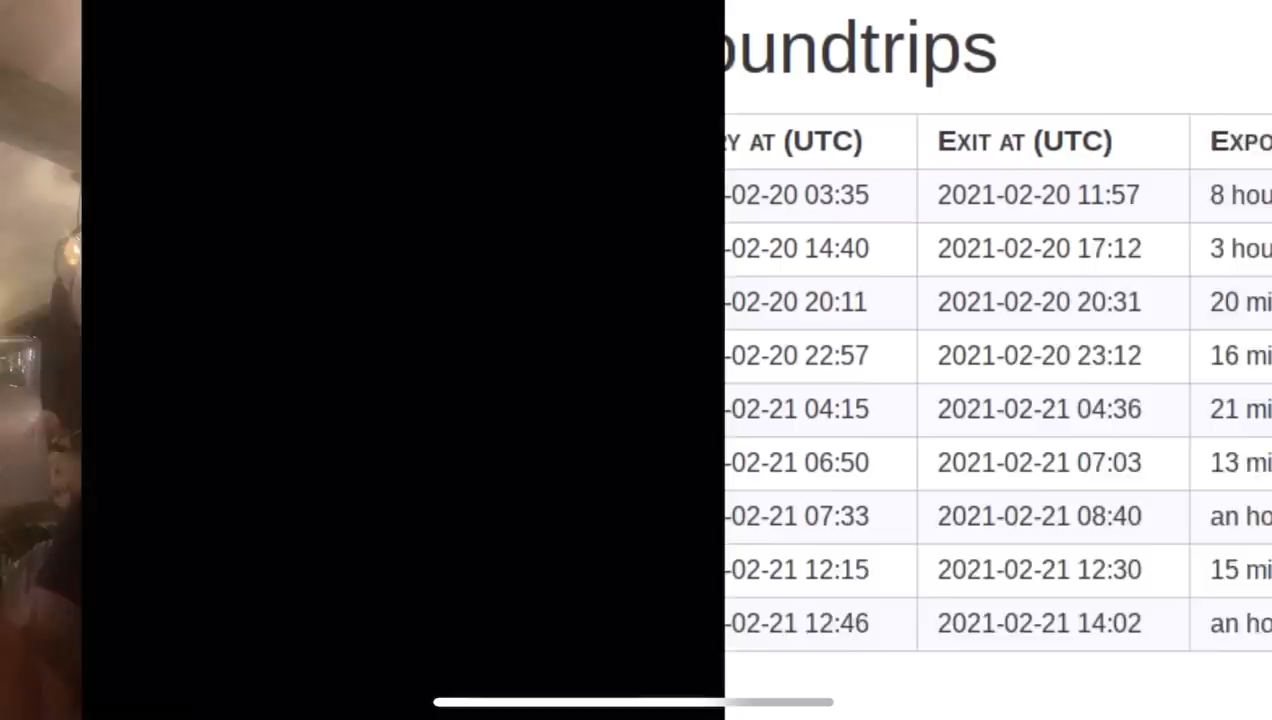 oundtrips
RY AT (UTC) EXIT AT (UTC) EXPO
-02-20 03:35 2021-02-20 11:57 8 hou
-02-20 14:40 2021-02-20 17:12 3 hou
-02-20 20:11 2021-02-20 20:31 20 mi
-02-20 22:57 2021-02-20 23:12 16 mi
-02-21 04:15 2021-02-21 04:36 21 mi
-02-21 06:50 2021-02-21 07:03 13 mi
-02-21 07:33 2021-02-21 08:40 an ho
-02-21 12:15 2021-02-21 12:30 15 mi
-02-21 12:46 2021-02-21 14:02 an ho